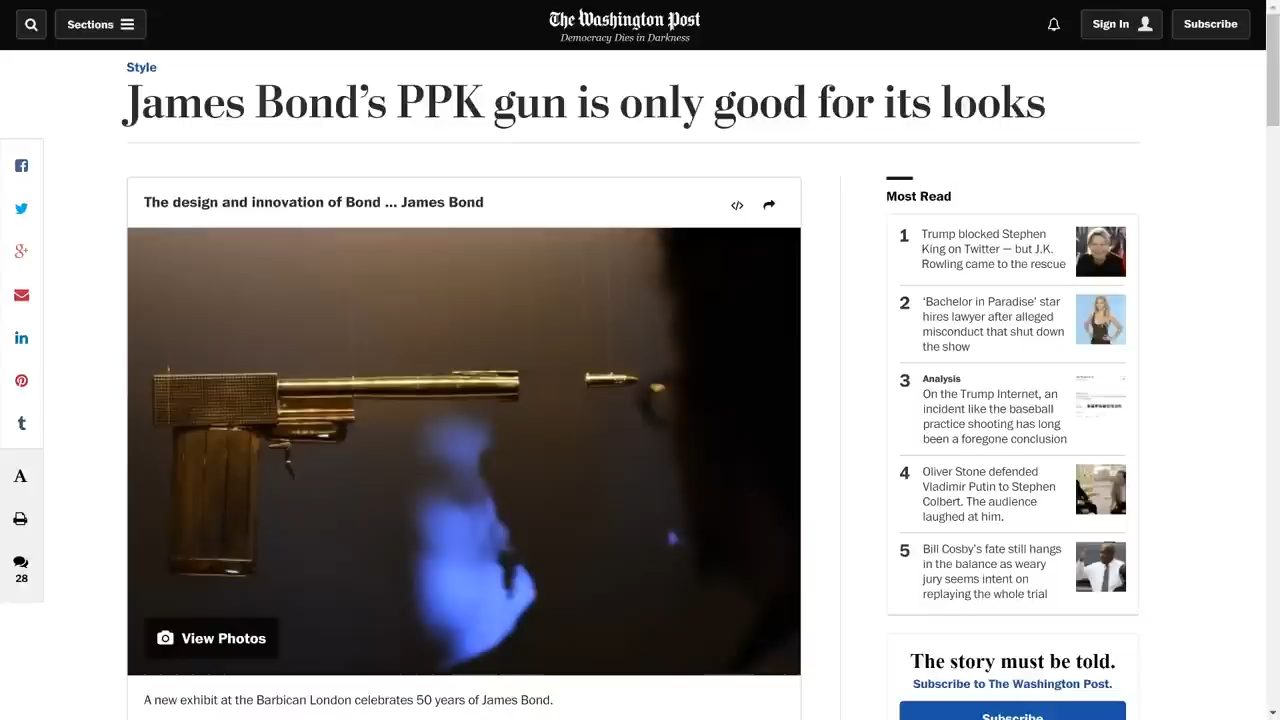 Sections
The Washington Post
Democracy Dies in Darkness
Sign In
Subscribe
Style
James Bond's PPK gun is only good for its looks
The design and innovation of Bond ... James Bond
View Photos
A new exhibit at the Barbican London celebrates 50 years of James Bond.
A
28
Most Read
1
Trump blocked Stephen
King on Twitter — but J.K.
Rowling came to the rescue
2
‘Bachelor in Paradise’ star
hires lawyer after alleged
misconduct that shut down
the show
3
Analysis
On the Trump Internet, an
incident like the baseball
practice shooting has long
been a foregone conclusion
4
Oliver Stone defended
Vladimir Putin to Stephen
Colbert. The audience
laughed at him.
5
Bill Cosby’s fate still hangs
in the balance as weary
jury seems intent on
replaying the whole trial
The story must be told.
Subscribe to The Washington Post.
Subscribe